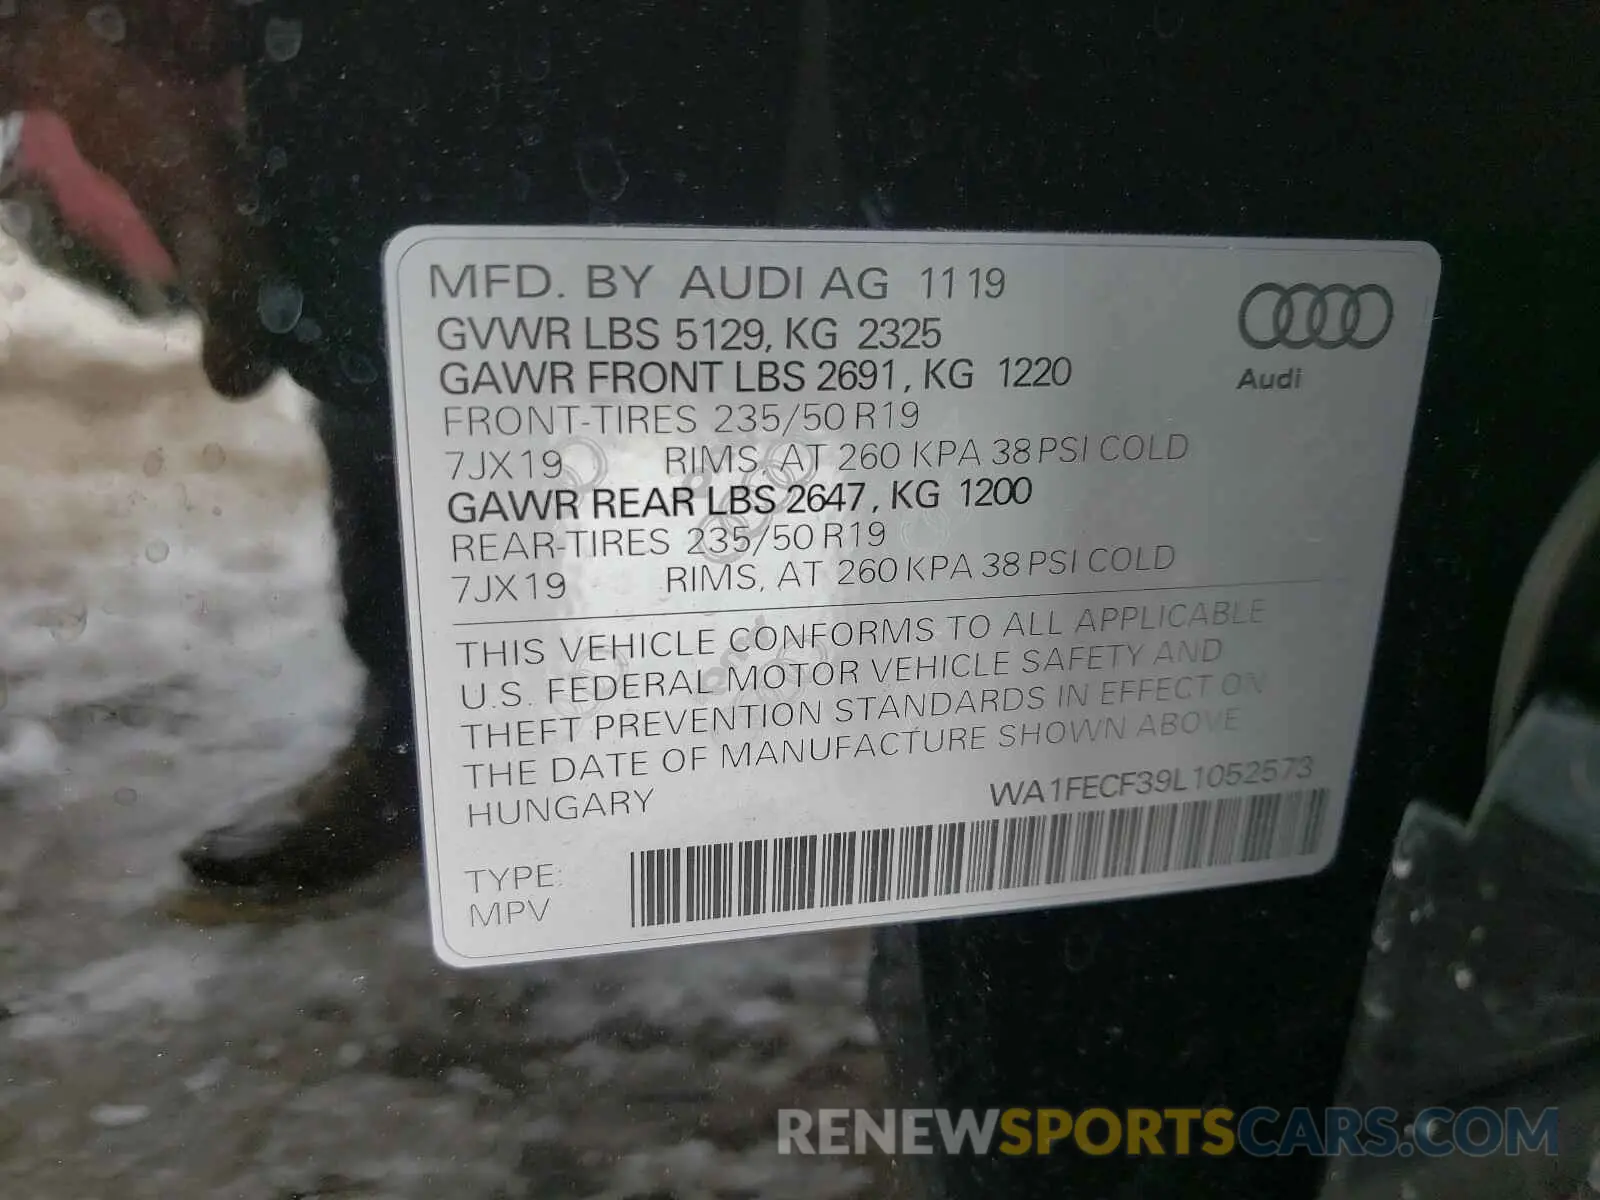 MFD. BY AUDI AG 11 19
GVWR LBS 5129, KG 2325
GAWR FRONT LBS 2691, KG 1220
Audi
FRONT-TIRES 235/50 R19
7JX19 RIMS, AT 260 KPA 38 PSI COLD
GAWR REAR LBS 2647, KG 1200
REAR-TIRES 235/50 R19
7JX19 RIMS, AT 260 KPA 38 PSI COLD
THIS VEHICLE CONFORMS TO ALL APPLICABLE
U.S. FEDERAL MOTOR VEHICLE SAFETY AND
THEFT PREVENTION STANDARDS IN EFFECT ON
THE DATE OF MANUFACTURE SHOWN ABOVE
HUNGARY WA1FECF39L1052573
TYPE:
MPV
RENEWSPORTSCARS.COM